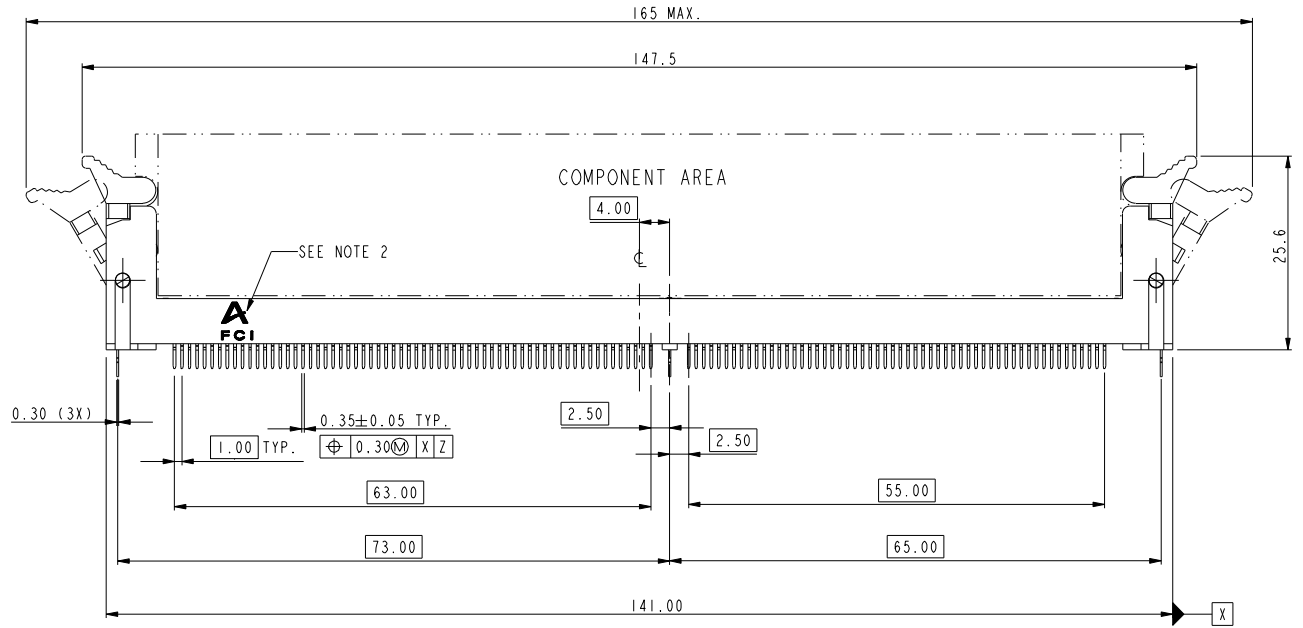 165 MAX.
147.5
COMPONENT AREA
4.00
℄
25.6
SEE NOTE 2
A
FCI
0.30 (3X)
0.35±0.05 TYP.
⌖ 0.30Ⓜ X Z
1.00 TYP.
2.50
2.50
63.00
55.00
73.00
65.00
141.00
X